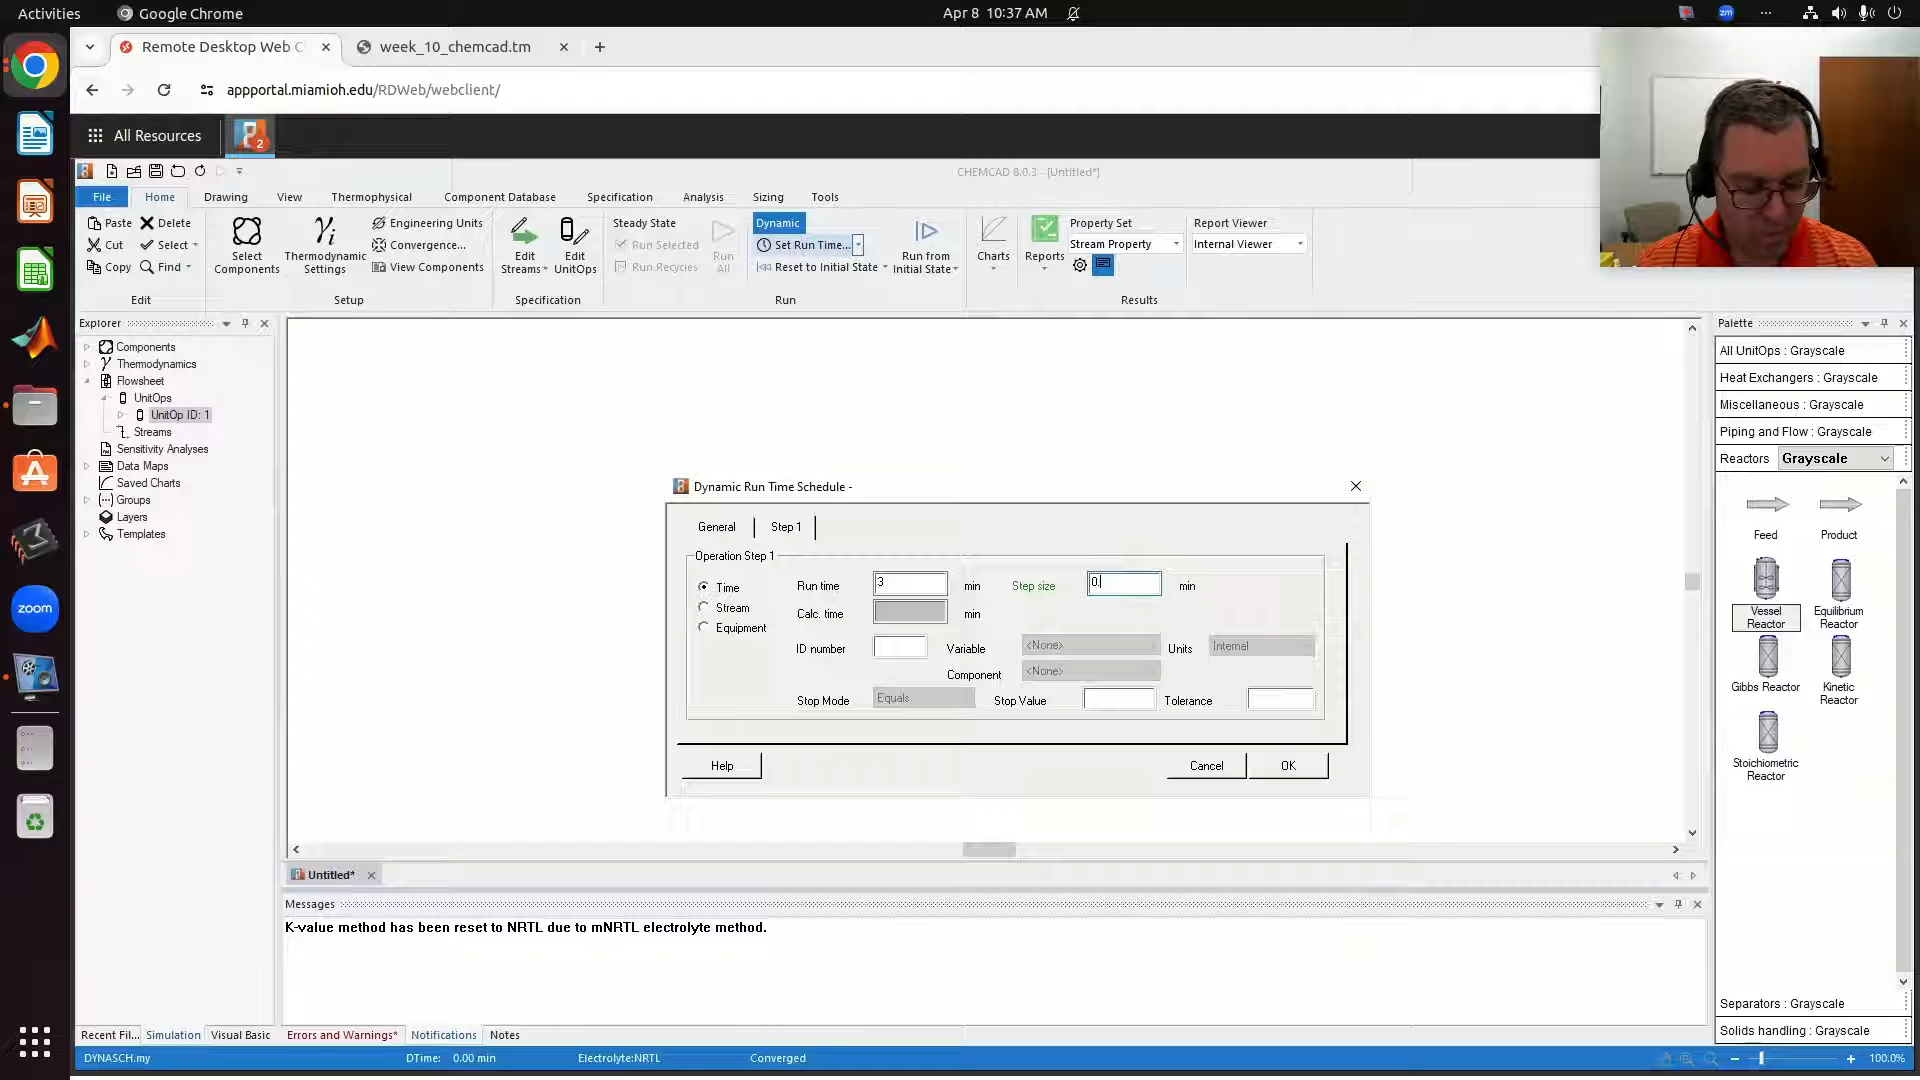 Activities
Google Chrome
Apr 8 10:37 AM
zm
Remote Desktop Web C
week_10_chemcad.tm
appportal.miamioh.edu/RDWeb/webclient/
All Resources
2
CHEMCAD 8.0.3 - [Untitled*]
File
Home
Drawing
View
Thermophysical
Component Database
Specification
Analysis
Sizing
Tools
Paste
Delete
Cut
Select
Copy
Find
Edit
Select Components
Thermodynamic Settings
Engineering Units
Convergence...
View Components
Setup
Edit Streams
Edit UnitOps
Specification
Steady State
Run Selected
Run Recycles
Run All
Dynamic
Set Run Time...
Reset to Initial State
Run from Initial State
Run
Charts
Reports
Property Set
Stream Property
Report Viewer
Internal Viewer
Results
Explorer
Components
Thermodynamics
Flowsheet
UnitOps
UnitOp ID: 1
Streams
Sensitivity Analyses
Data Maps
Saved Charts
Groups
Layers
Templates
zoom
Dynamic Run Time Schedule -
General
Step 1
Operation Step 1
Time
Stream
Equipment
Run time
3
min
Step size
0.
min
Calc. time
min
ID number
Variable
<None>
Units
Internal
Component
<None>
Stop Mode
Equals
Stop Value
Tolerance
Help
Cancel
OK
Palette
All UnitOps : Grayscale
Heat Exchangers : Grayscale
Miscellaneous : Grayscale
Piping and Flow : Grayscale
Reactors
Grayscale
Feed
Product
Vessel Reactor
Equilibrium Reactor
Gibbs Reactor
Kinetic Reactor
Stoichiometric Reactor
Separators : Grayscale
Solids handling : Grayscale
Untitled*
Messages
K-value method has been reset to NRTL due to mNRTL electrolyte method.
Recent Fil...
Simulation
Visual Basic
Errors and Warnings*
Notifications
Notes
DYNASCH.my
DTime: 0.00 min
Electrolyte:NRTL
Converged
100.0%